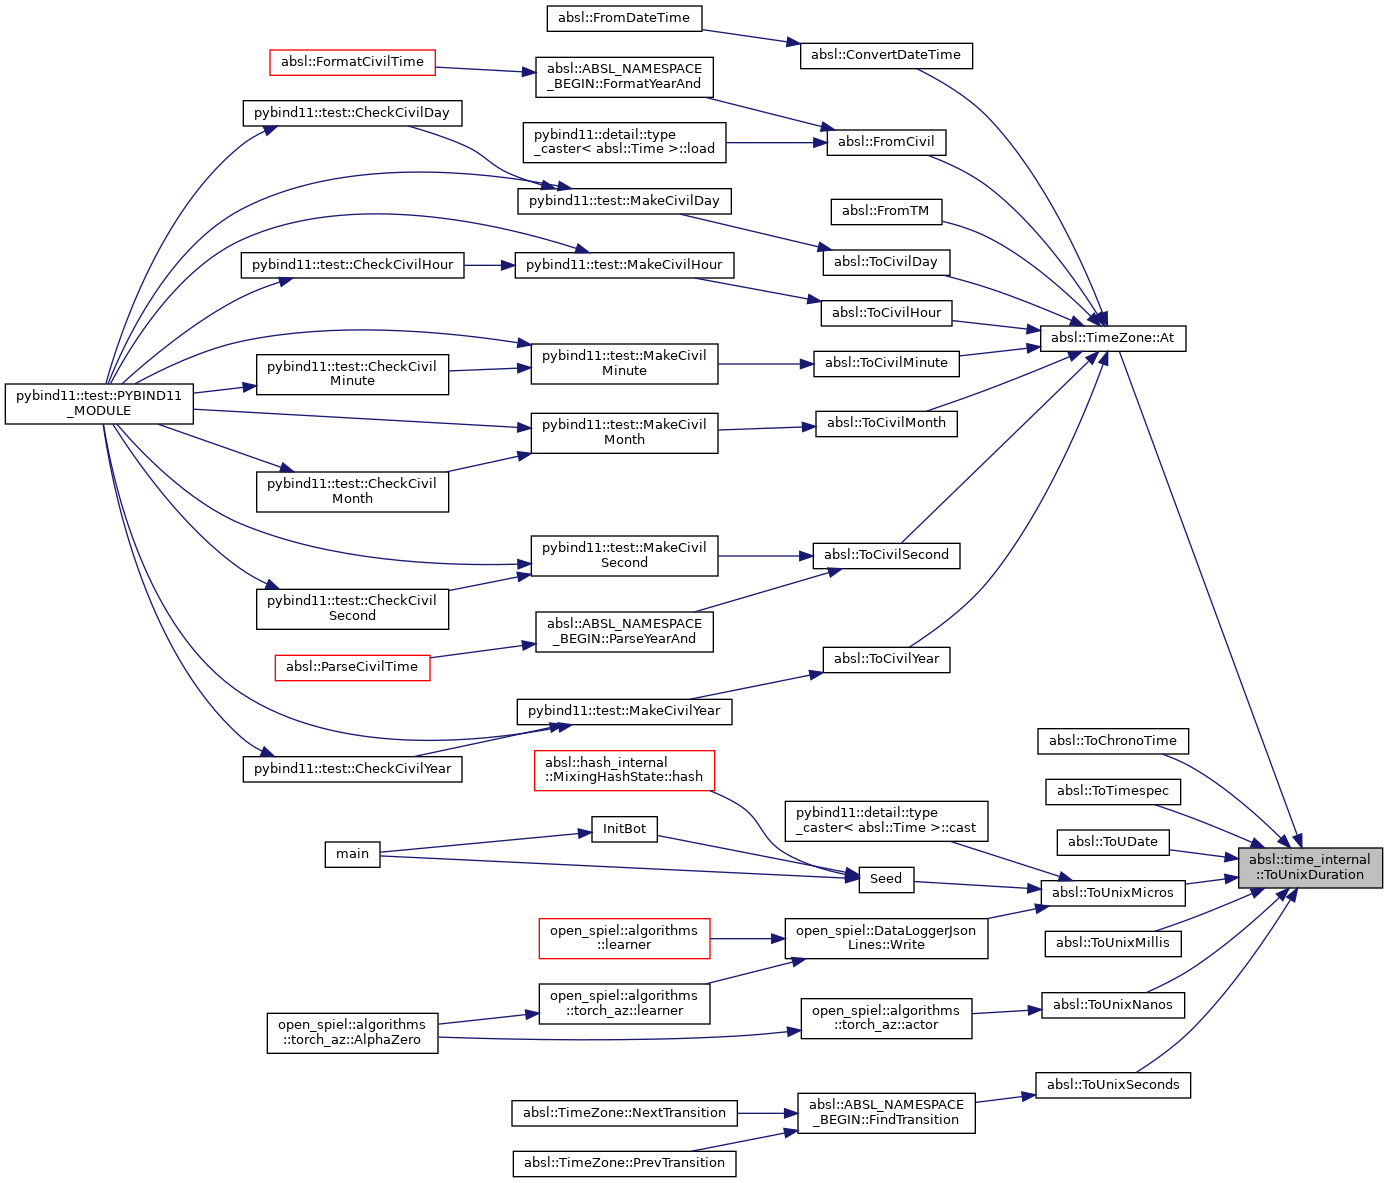 absl::FromDateTime
absl::ConvertDateTime
absl::FormatCivilTime
absl::ABSL_NAMESPACE
_BEGIN::FormatYearAnd
pybind11::test::CheckCivilDay
pybind11::detail::type
_caster< absl::Time >::load
absl::FromCivil
pybind11::test::MakeCivilDay
absl::FromTM
pybind11::test::CheckCivilHour
pybind11::test::MakeCivilHour
absl::ToCivilDay
absl::ToCivilHour
absl::TimeZone::At
pybind11::test::PYBIND11
_MODULE
pybind11::test::CheckCivil
Minute
pybind11::test::MakeCivil
Minute
absl::ToCivilMinute
pybind11::test::MakeCivil
Month
absl::ToCivilMonth
pybind11::test::CheckCivil
Month
pybind11::test::MakeCivil
Second
absl::ToCivilSecond
pybind11::test::CheckCivil
Second
absl::ABSL_NAMESPACE
_BEGIN::ParseYearAnd
absl::ParseCivilTime
absl::ToCivilYear
pybind11::test::MakeCivilYear
pybind11::test::CheckCivilYear
absl::hash_internal
::MixingHashState::hash
absl::ToChronoTime
absl::ToTimespec
pybind11::detail::type
_caster< absl::Time >::cast
InitBot
main
absl::ToUDate
absl::time_internal
::ToUnixDuration
Seed
absl::ToUnixMicros
open_spiel::algorithms
::learner
open_spiel::DataLoggerJson
Lines::Write
absl::ToUnixMillis
open_spiel::algorithms
::torch_az::learner
open_spiel::algorithms
::torch_az::actor
absl::ToUnixNanos
open_spiel::algorithms
::torch_az::AlphaZero
absl::ToUnixSeconds
absl::TimeZone::NextTransition
absl::ABSL_NAMESPACE
_BEGIN::FindTransition
absl::TimeZone::PrevTransition